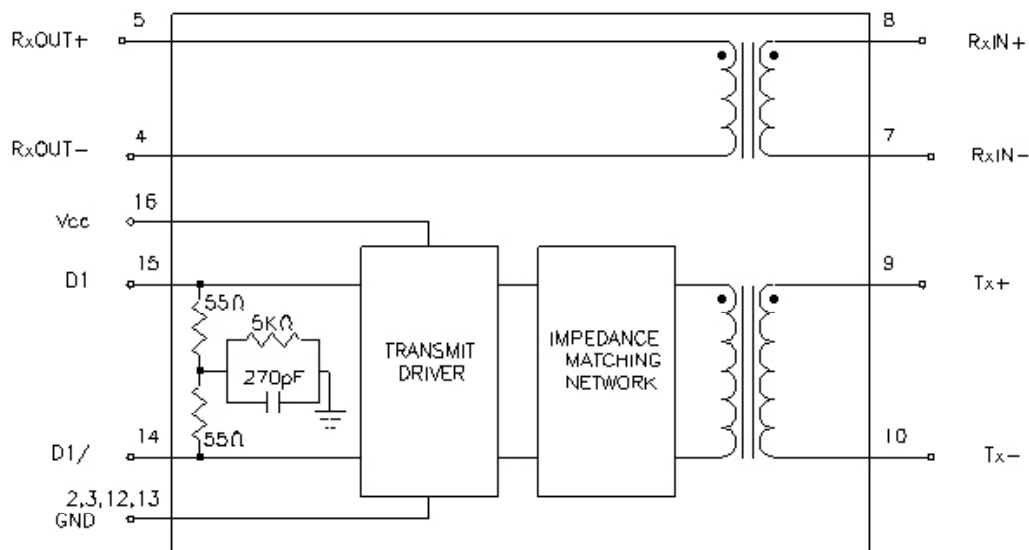 5
8
RxOUT+
RxIN+
4
7
RxOUT-
RxIN-
16
Vcc
15
9
D1
Tx+
55Ω
5KΩ
270pF
TRANSMIT
DRIVER
IMPEDANCE
MATCHING
NETWORK
55Ω
14
10
D1/
Tx-
2,3,12,13
GND